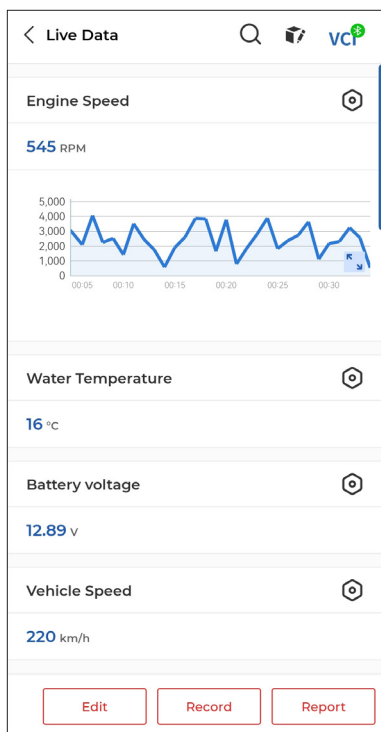 Live Data
VCI
Engine Speed
545 RPM
5,000
4,000
3,000
2,000
1,000
0
00:05 00:10 00:15 00:20 00:25 00:30
Water Temperature
16 °C
Battery voltage
12.89 V
Vehicle Speed
220 km/h
Edit Record Report